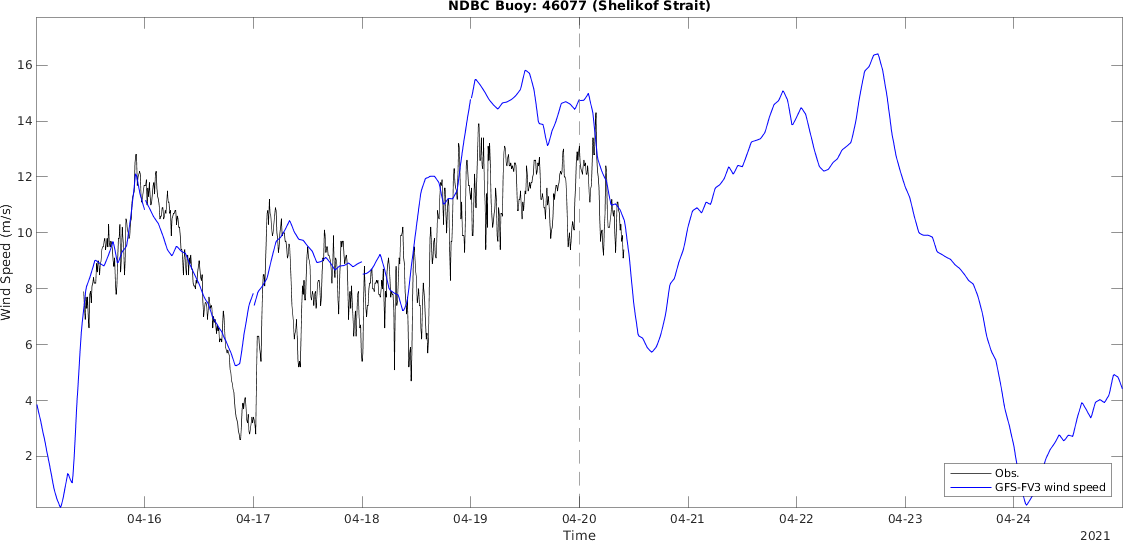 NDBC Buoy: 46077 (Shelikof Strait)
Wind Speed (m/s)
16
14
12
10
8
6
4
2
Obs.
GFS-FV3 wind speed
04-16 04-17 04-18 04-19 04-20 04-21 04-22 04-23 04-24
Time
2021